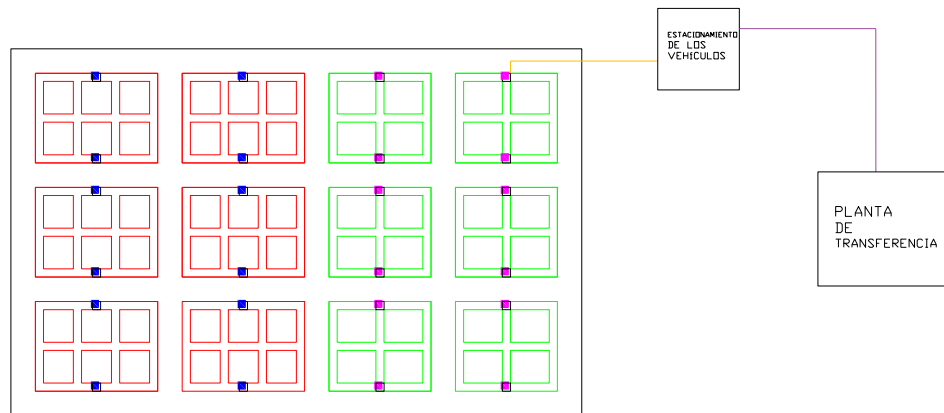 ESTACIONAMIENTO
DE LOS
VEHICULOS
PLANTA
DE
TRANSFERENCIA